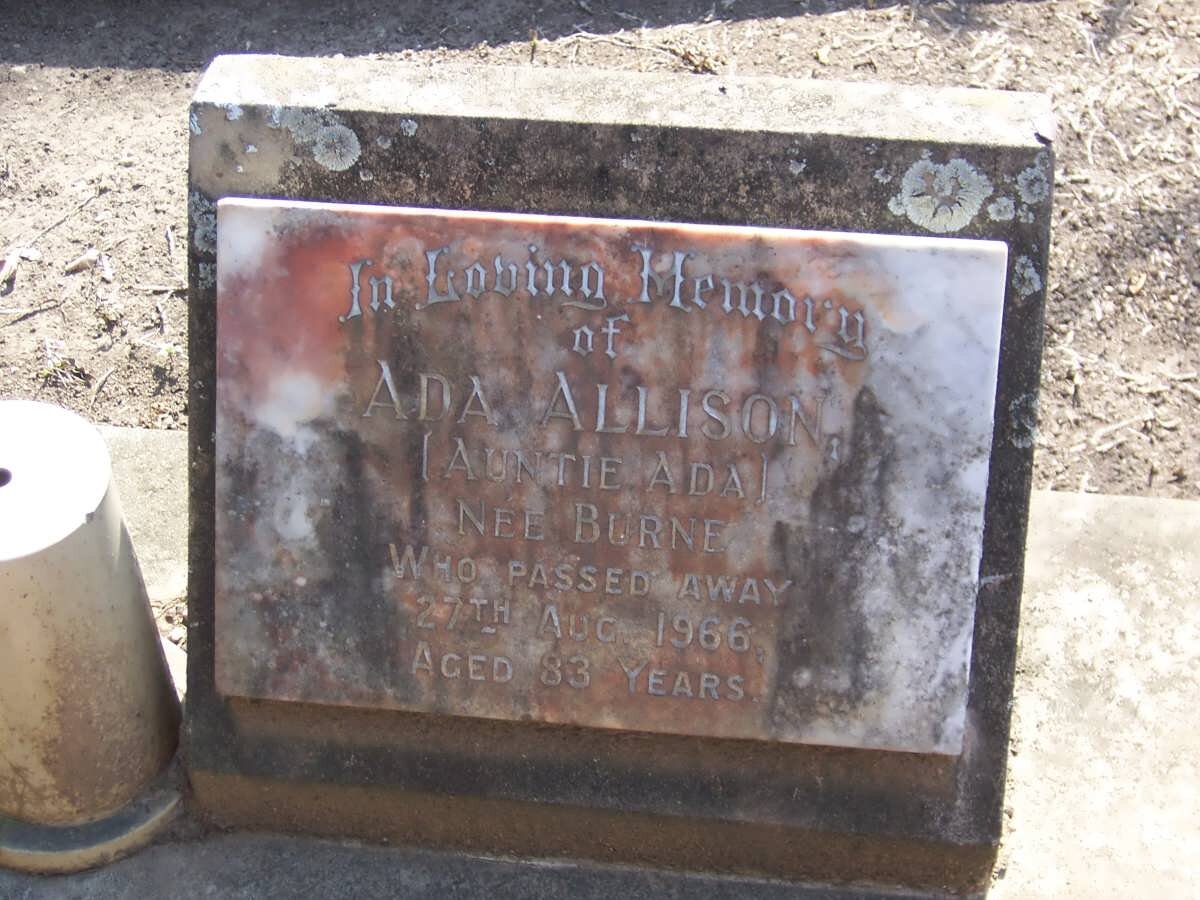 In Loving Memory
of
ADA ALLISON,
(AUNTIE ADA)
NEE BURNE
WHO PASSED AWAY
27TH AUG. 1966,
AGED 83 YEARS.